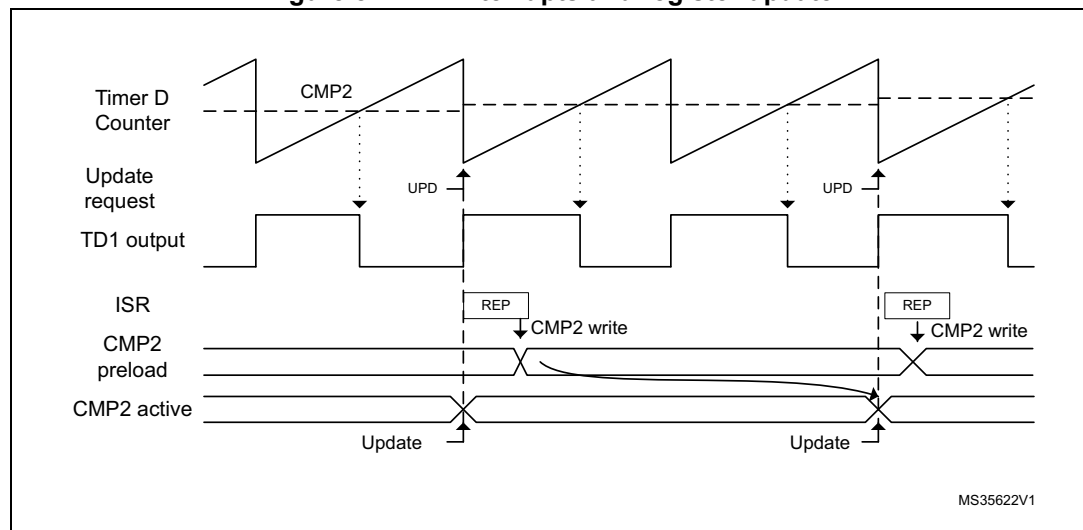 CMP2
Timer D
Counter
Update
request
UPD
UPD
TD1 output
ISR
REP
REP
CMP2 write
CMP2 write
CMP2
preload
CMP2 active
Update
Update
MS35622V1